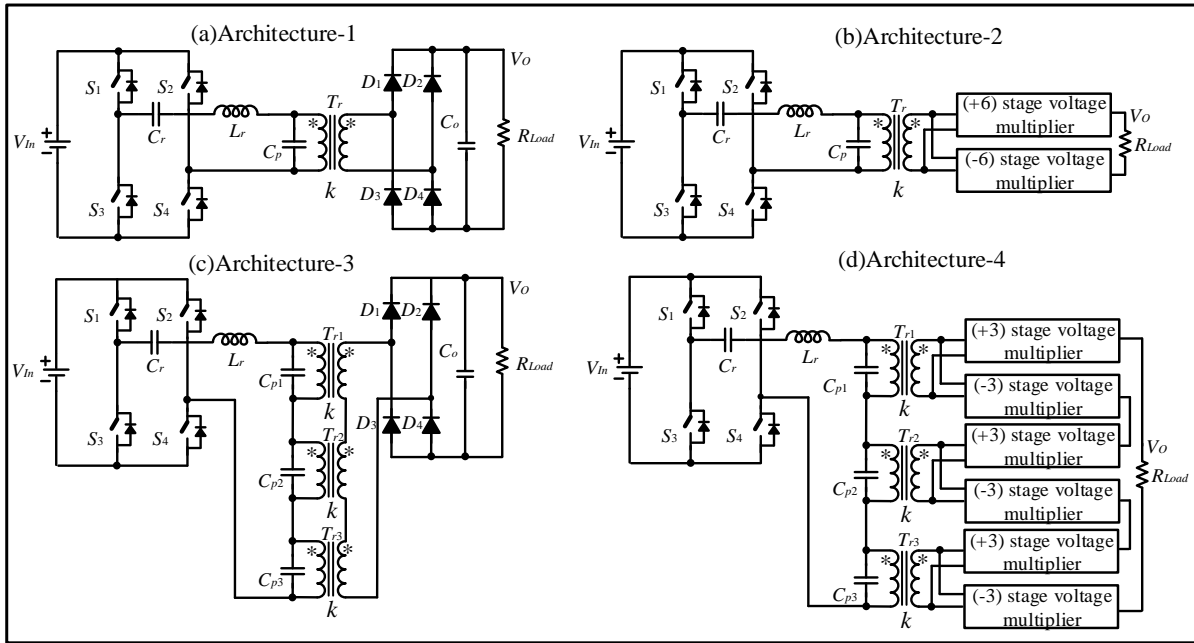 (a)Architecture-1
S1
S2
VIn
+
−
Cr
Lr
Cp
Tr
*
*
k
S3
S4
D1
D2
D3
D4
Co
VO
RLoad
(b)Architecture-2
S1
S2
VIn
+
−
Cr
Lr
Cp
Tr
*
*
k
S3
S4
(+6) stage voltage
multiplier
(-6) stage voltage
multiplier
VO
RLoad
(c)Architecture-3
S1
S2
VIn
+
−
Cr
Lr
S3
S4
Cp1
Tr1
*
*
k
Cp2
Tr2
*
*
k
Cp3
Tr3
*
*
k
D1
D2
D3
D4
Co
VO
RLoad
(d)Architecture-4
S1
S2
VIn
+
−
Cr
Lr
S3
S4
Cp1
Tr1
*
*
k
Cp2
Tr2
*
*
k
Cp3
Tr3
*
*
k
(+3) stage voltage
multiplier
(-3) stage voltage
multiplier
(+3) stage voltage
multiplier
(-3) stage voltage
multiplier
(+3) stage voltage
multiplier
(-3) stage voltage
multiplier
VO
RLoad